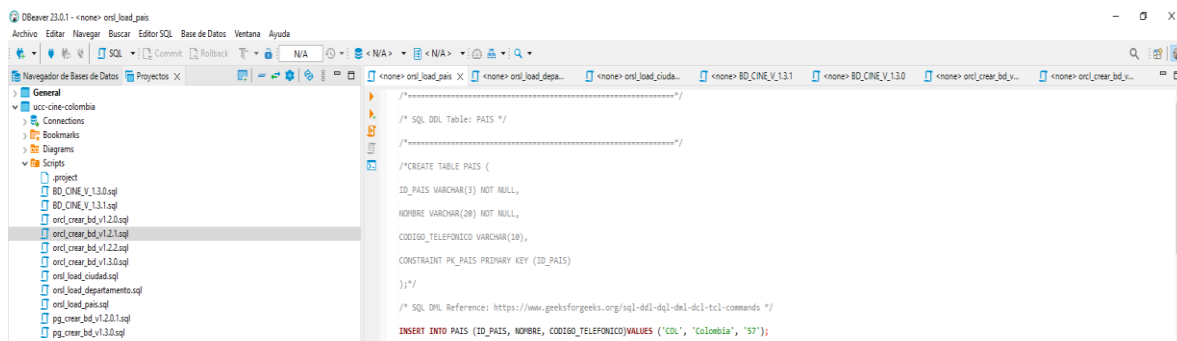 DBeaver 23.0.1 - <none> orsl_load_pais
Archivo Editar Navegar Buscar Editor SQL Base de Datos Ventana Ayuda
SQL Commit Rollback N/A < N/A > < N/A >
Navegador de Bases de Datos Proyectos
<none> orsl_load_pais <none> orsl_load_depa... <none> orsl_load_ciuda... <none> BD_CINE_V_1.3.1 <none> BD_CINE_V_1.3.0 <none> orcl_crear_bd_v... <none> orcl_crear_bd_v...
General
ucc-cine-colombia
Connections
Bookmarks
Diagrams
Scripts
.project
BD_CINE_V_1.3.0.sql
BD_CINE_V_1.3.1.sql
orcl_crear_bd_v1.2.0.sql
orcl_crear_bd_v1.2.1.sql
orcl_crear_bd_v1.2.2.sql
orcl_crear_bd_v1.3.0.sql
orsl_load_ciudad.sql
orsl_load_departamento.sql
orsl_load_pais.sql
pg_crear_bd_v1.2.0.1.sql
pg_crear_bd_v1.3.0.sql
/*==============================================================*/
/* SQL DDL Table: PAIS */
/*==============================================================*/
/*CREATE TABLE PAIS (
ID_PAIS VARCHAR(3) NOT NULL,
NOMBRE VARCHAR(20) NOT NULL,
CODIGO_TELEFONICO VARCHAR(10),
CONSTRAINT PK_PAIS PRIMARY KEY (ID_PAIS)
);*/
/* SQL DML Reference: https://www.geeksforgeeks.org/sql-ddl-dql-dml-dcl-tcl-commands */
INSERT INTO PAIS (ID_PAIS, NOMBRE, CODIGO_TELEFONICO)VALUES ('COL', 'Colombia', '57');